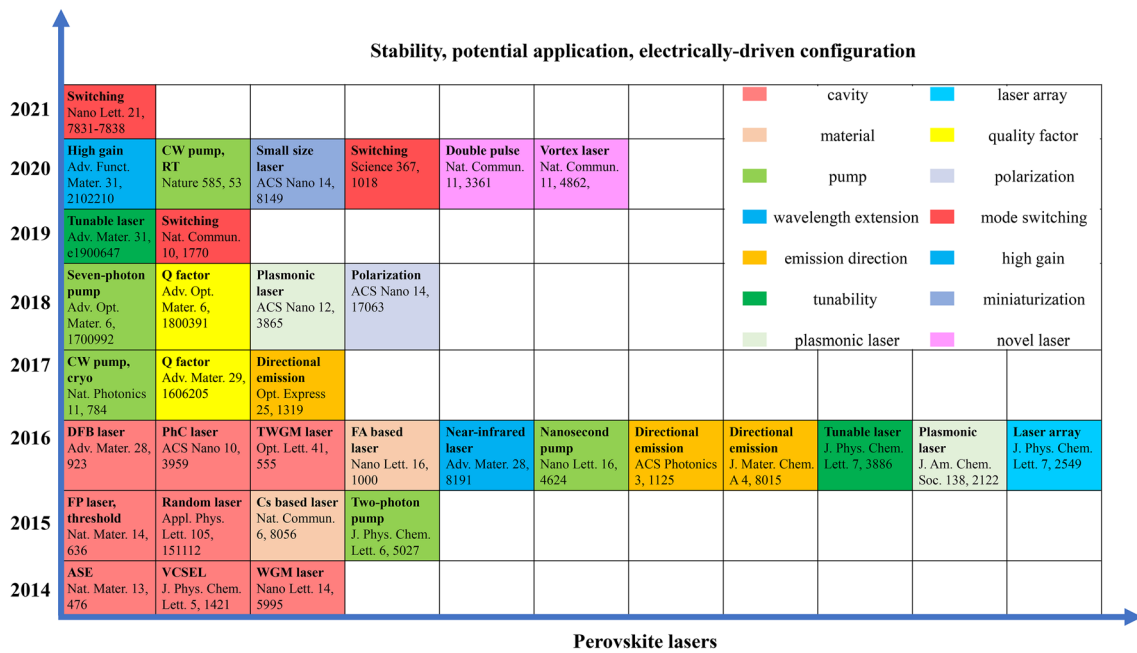 Stability, potential application, electrically-driven configuration
2021
Switching
Nano Lett. 21,
7831-7838
2020
High gain
Adv. Funct.
Mater. 31,
2102210
CW pump,
RT
Nature 585, 53
Small size
laser
ACS Nano 14,
8149
Switching
Science 367,
1018
Double pulse
Nat. Commun.
11, 3361
Vortex laser
Nat. Commun.
11, 4862,
2019
Tunable laser
Adv. Mater. 31,
e1900647
Switching
Nat. Commun.
10, 1770
2018
Seven-photon
pump
Adv. Opt.
Mater. 6,
1700992
Q factor
Adv. Opt.
Mater. 6,
1800391
Plasmonic
laser
ACS Nano 12,
3865
Polarization
ACS Nano 14,
17063
2017
CW pump,
cryo
Nat. Photonics
11, 784
Q factor
Adv. Mater. 29,
1606205
Directional
emission
Opt. Express
25, 1319
2016
DFB laser
Adv. Mater. 28,
923
PhC laser
ACS Nano 10,
3959
TWGM laser
Opt. Lett. 41,
555
FA based
laser
Nano Lett. 16,
1000
Near-infrared
laser
Adv. Mater. 28,
8191
Nanosecond
pump
Nano Lett. 16,
4624
Directional
emission
ACS Photonics
3, 1125
Directional
emission
J. Mater. Chem.
A 4, 8015
Tunable laser
J. Phys. Chem.
Lett. 7, 3886
Plasmonic
laser
J. Am. Chem.
Soc. 138, 2122
Laser array
J. Phys. Chem.
Lett. 7, 2549
2015
FP laser,
threshold
Nat. Mater. 14,
636
Random laser
Appl. Phys.
Lett. 105,
151112
Cs based laser
Nat. Commun.
6, 8056
Two-photon
pump
J. Phys. Chem.
Lett. 6, 5027
2014
ASE
Nat. Mater. 13,
476
VCSEL
J. Phys. Chem.
Lett. 5, 1421
WGM laser
Nano Lett. 14,
5995
cavity
material
pump
wavelength extension
emission direction
tunability
plasmonic laser
laser array
quality factor
polarization
mode switching
high gain
miniaturization
novel laser
Perovskite lasers